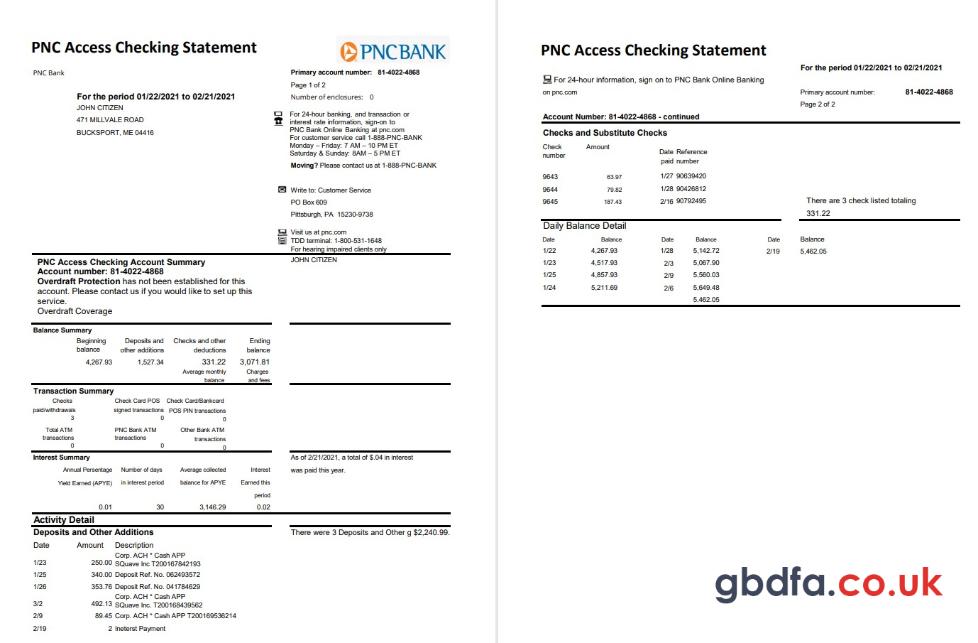 PNC Access Checking Statement
PNC BANK
PNC Bank
Primary account number: 81-4022-4868
Page 1 of 2
Number of enclosures: 0
For the period 01/22/2021 to 02/21/2021
JOHN CITIZEN
471 MILLVALE ROAD
BUCKSPORT, ME 04416
For 24-hour banking, and transaction or
interest rate information, sign-on to
PNC Bank Online Banking at pnc.com
For customer service call 1-888-PNC-BANK
Monday – Friday: 7 AM – 10 PM ET
Saturday & Sunday: 8AM – 5 PM ET
Moving? Please contact us at 1-888-PNC-BANK
Write to: Customer Service
PO Box 609
Pittsburgh, PA 15230-9738
Visit us at pnc.com
TDD terminal: 1-800-531-1648
For hearing impaired clients only
JOHN CITIZEN
PNC Access Checking Account Summary
Account number: 81-4022-4868
Overdraft Protection has not been established for this
account. Please contact us if you would like to set up this
service.
Overdraft Coverage
Balance Summary
Beginning Deposits and Checks and other Ending
balance other additions deductions balance
4,267.93 1,527.34 331.22 3,071.81
Average monthly Charges
balance and fees
Transaction Summary
Checks Check Card POS Check Card/Bankcard
paid/withdrawals signed transactions POS PIN transactions
3 0 0
Total ATM PNC Bank ATM Other Bank ATM
transactions transactions transactions
0 0 0
Interest Summary
As of 2/21/2021, a total of $.04 in interest
was paid this year.
Annual Persentage Number of days Average collected Interest
Yield Earned (APYE) in interest period balance for APYE Earned this
period
0.01 30 3,146.29 0.02
Activity Detail
Deposits and Other Additions
There were 3 Deposits and Other g $2,240.99.
Date Amount Description
Corp. ACH * Cash APP
1/23 250.00 SQuave Inc T200167842193
1/25 340.00 Deposit Ref. No. 062493572
1/26 353.76 Deposit Ref. No. 041784629
Corp. ACH * Cash APP
3/2 492.13 SQuave Inc. T200168439562
2/9 89.45 Corp. ACH * Cash APP T200169536214
2/19 2 Ineterst Payment
PNC Access Checking Statement
For the period 01/22/2021 to 02/21/2021
For 24-hour information, sign on to PNC Bank Online Banking
on pnc.com
Primary account number: 81-4022-4868
Page 2 of 2
Account Number: 81-4022-4868 - continued
Checks and Substitute Checks
Check Amount Date Reference
number paid number
9643 63.97 1/27 90639420
9644 79.82 1/28 90426812
9645 187.43 2/16 90792495
There are 3 check listed totaling
331.22
Daily Balance Detail
Date Balance Date Balance Date Balance
1/22 4,267.93 1/28 5,142.72 2/19 5,462.05
1/23 4,517.93 2/3 5,067.90
1/25 4,857.93 2/9 5,560.03
1/24 5,211.69 2/6 5,649.48
5,462.05
gbdfa.co.uk